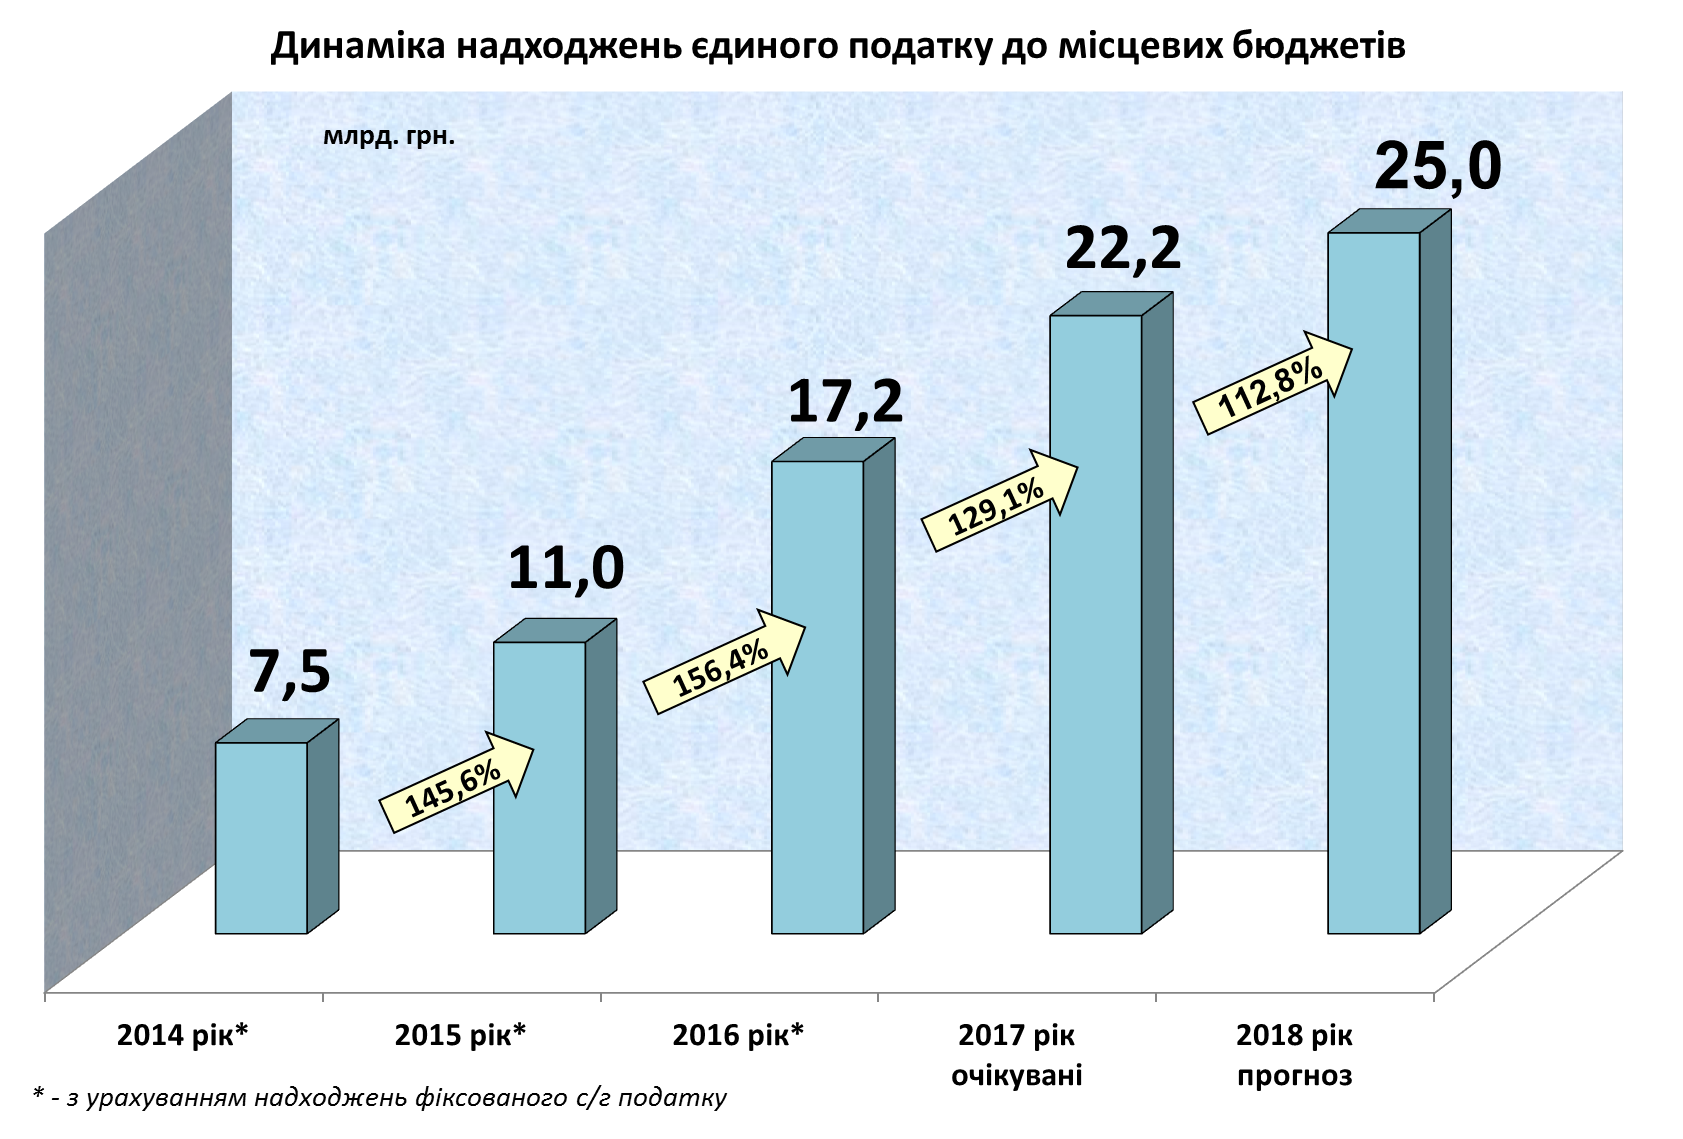 Динаміка надходжень єдиного податку до місцевих бюджетів
млрд. грн.
25,0
22,2
17,2
11,0
7,5
112,8%
129,1%
156,4%
145,6%
2014 рік*
2015 рік*
2016 рік*
2017 рік
очікувані
2018 рік
прогноз
* - з урахуванням надходжень фіксованого с/г податку